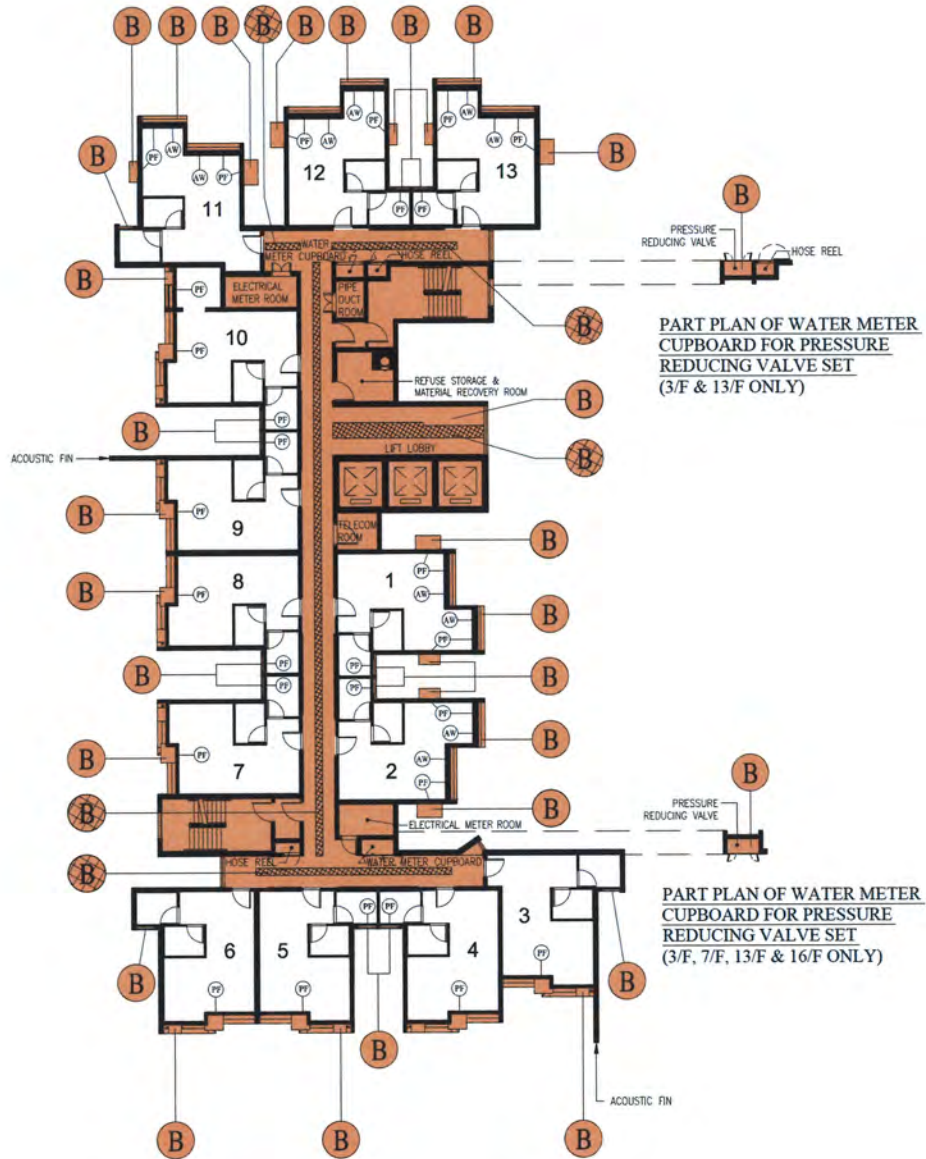 B B B B B B B
B B
12
13
11
PF AW AW PF
PF AW AW PF
PF AW AW PF
PF PF
B
PRESSURE
REDUCING VALVE
HOSE REEL
WATER
METER CUPBOARD
HOSE REEL
ELECTRICAL
METER ROOM
PIPE
DUCT
ROOM
B
PF
10
PF
B
PART PLAN OF WATER METER
CUPBOARD FOR PRESSURE
REDUCING VALVE SET
(3/F & 13/F ONLY)
REFUSE STORAGE &
MATERIAL RECOVERY ROOM
B
B
PF
PF
ACOUSTIC FIN
LIFT LOBBY
B
B
PF
9
TELECOM
ROOM
B
B
PF
8
1
PF
AW
AW
PF
B
B
PF
PF
PF
PF
B
B
PF
7
2
PF
AW
PF
B
B
B
B
ELECTRICAL METER ROOM
PRESSURE
REDUCING VALVE
B
HOSE REEL
WATER METER CUPBOARD
B
PART PLAN OF WATER METER
CUPBOARD FOR PRESSURE
REDUCING VALVE SET
(3/F, 7/F, 13/F & 16/F ONLY)
6
5
4
3
PF PF
PF PF PF PF
B
B
B
B B B
ACOUSTIC FIN